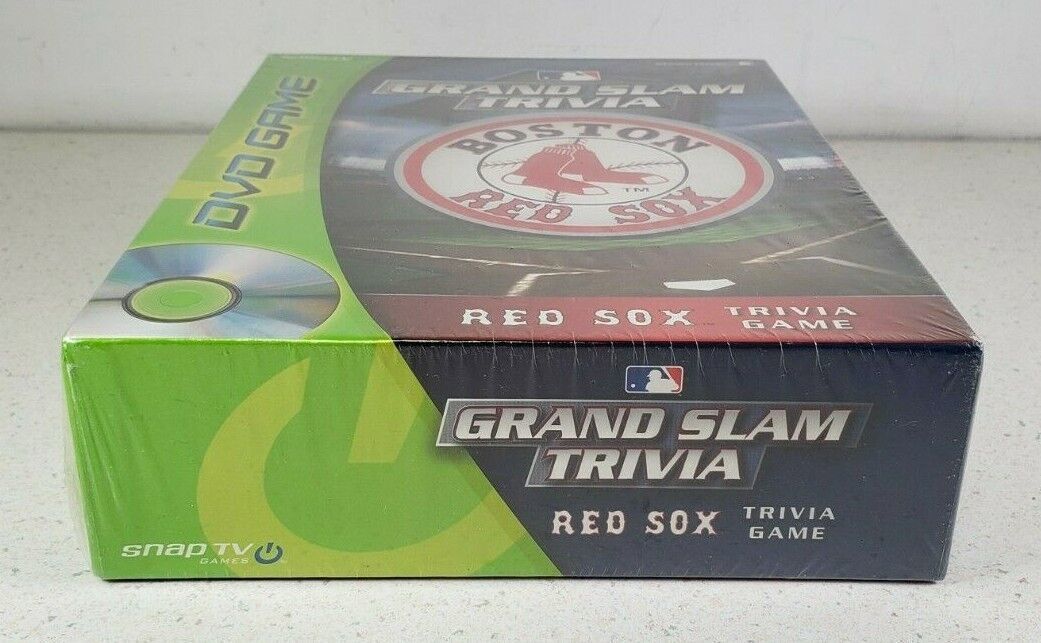 DVD GAME
GRAND SLAM
TRIVIA
BOSTON
RED SOX
TM
RED SOX TRIVIA
GAME
GRAND SLAM
TRIVIA
RED SOX TRIVIA
GAME
snap TV
GAMES